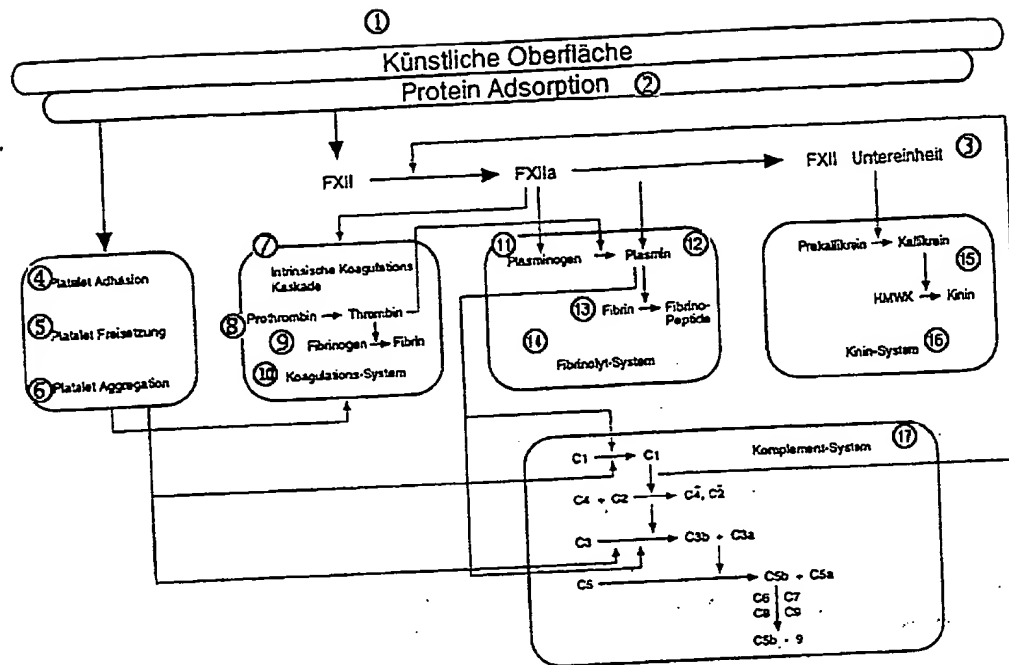 ①
Künstliche Oberfläche
Protein Adsorption ②
FXII
FXIIa
FXII Untereinheit ③
④ Platelet Adhäsion
⑤ Platelet Freisetzung
⑥ Platelet Aggregation
⑦
Intrinsische Koagulations
Kaskade
⑧ Prothrombin → Thrombin
⑨ Fibrinogen → Fibrin
⑩ Koagulations-System
⑪ Plasminogen → Plasmin ⑫
⑬ Fibrin → Fibrino-
Peptide
⑭ Fibrinolyt-System
Prekallikrein → Kallikrein
⑮
HMWK → Kinin
Kinin-System ⑯
Komplement-System ⑰
C1 → C1
C4 + C2 → C4̄, C2̄
C3 → C3b + C3a
C5 → C5b + C5a
C6 C7
C8 C9
C5b - 9